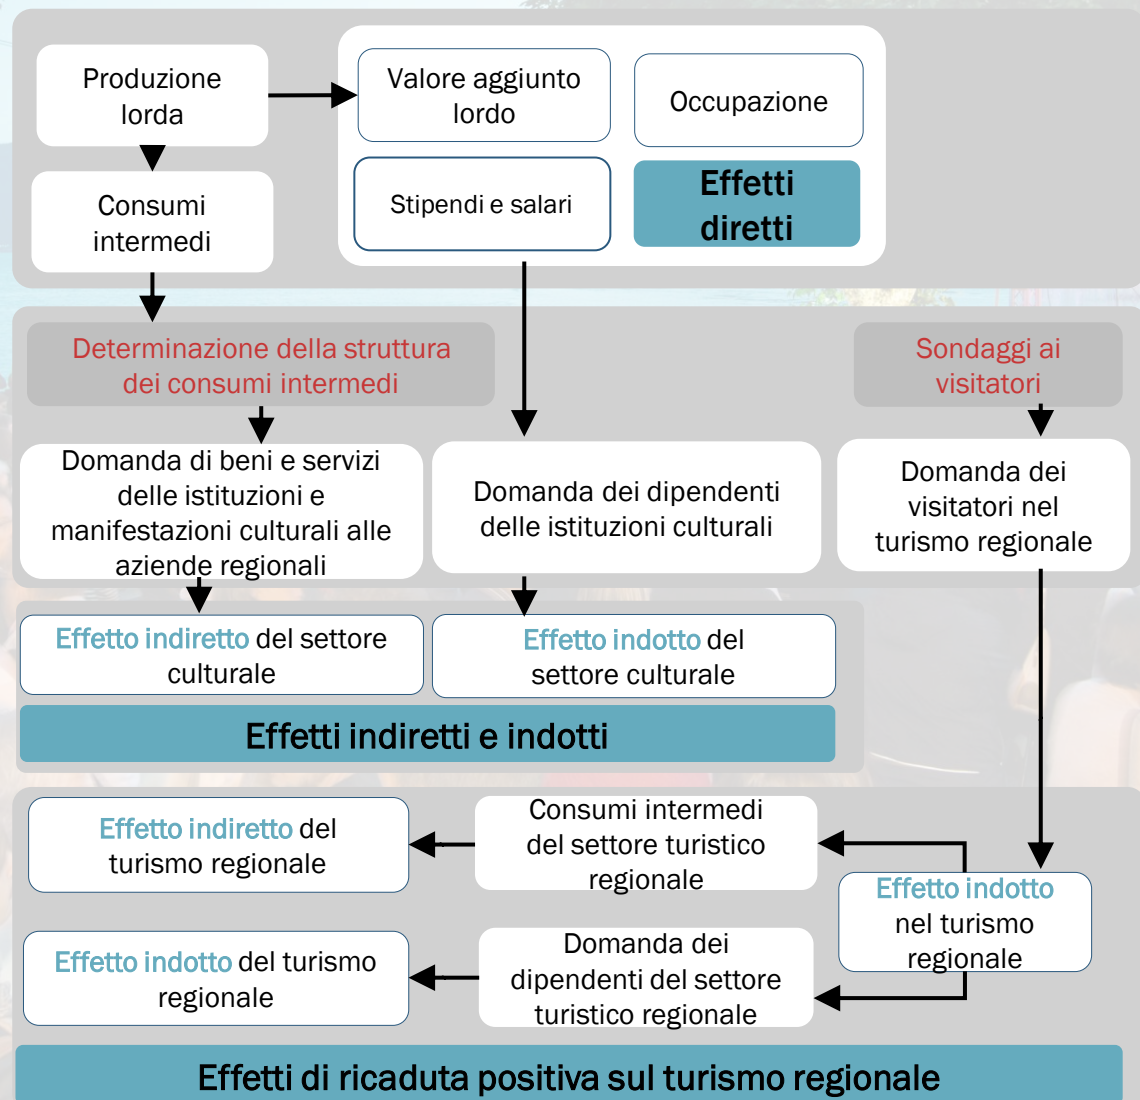 Produzione
lorda
Valore aggiunto
lordo
Occupazione
Consumi
intermedi
Stipendi e salari
Effetti
diretti
Determinazione della struttura
dei consumi intermedi
Sondaggi ai
visitatori
Domanda di beni e servizi
delle istituzioni e
manifestazioni culturali alle
aziende regionali
Domanda dei dipendenti
delle istituzioni culturali
Domanda dei
visitatori nel
turismo regionale
Effetto indiretto del settore
culturale
Effetto indotto del
settore culturale
Effetti indiretti e indotti
Effetto indiretto del
turismo regionale
Consumi intermedi
del settore turistico
regionale
Effetto indotto
nel turismo
regionale
Effetto indotto del turismo
regionale
Domanda dei
dipendenti del settore
turistico regionale
Effetti di ricaduta positiva sul turismo regionale